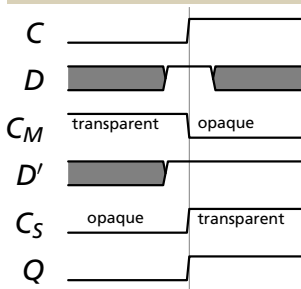 C
D
C_M transparent opaque
D′
C_S opaque transparent
Q